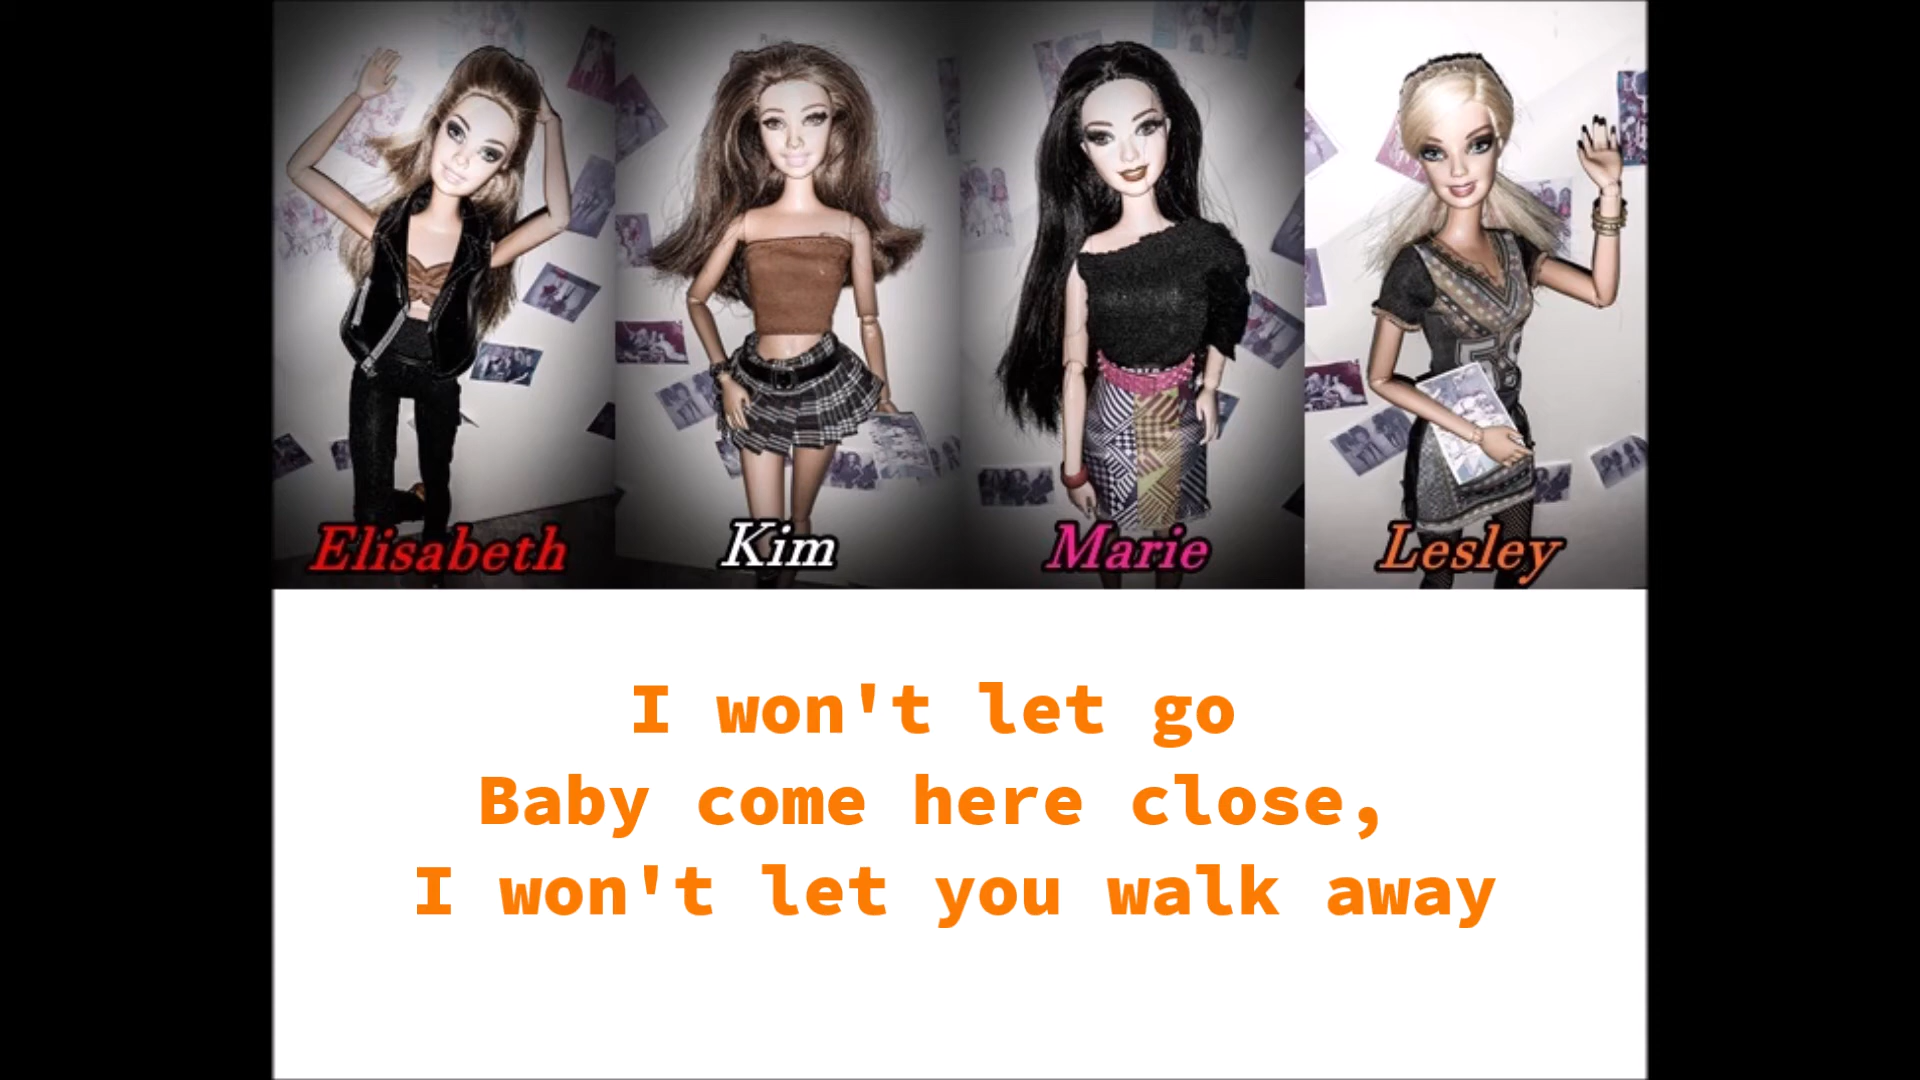 Elisabeth
Kim
Marie
Lesley
I won't let go
Baby come here close,
I won't let you walk away